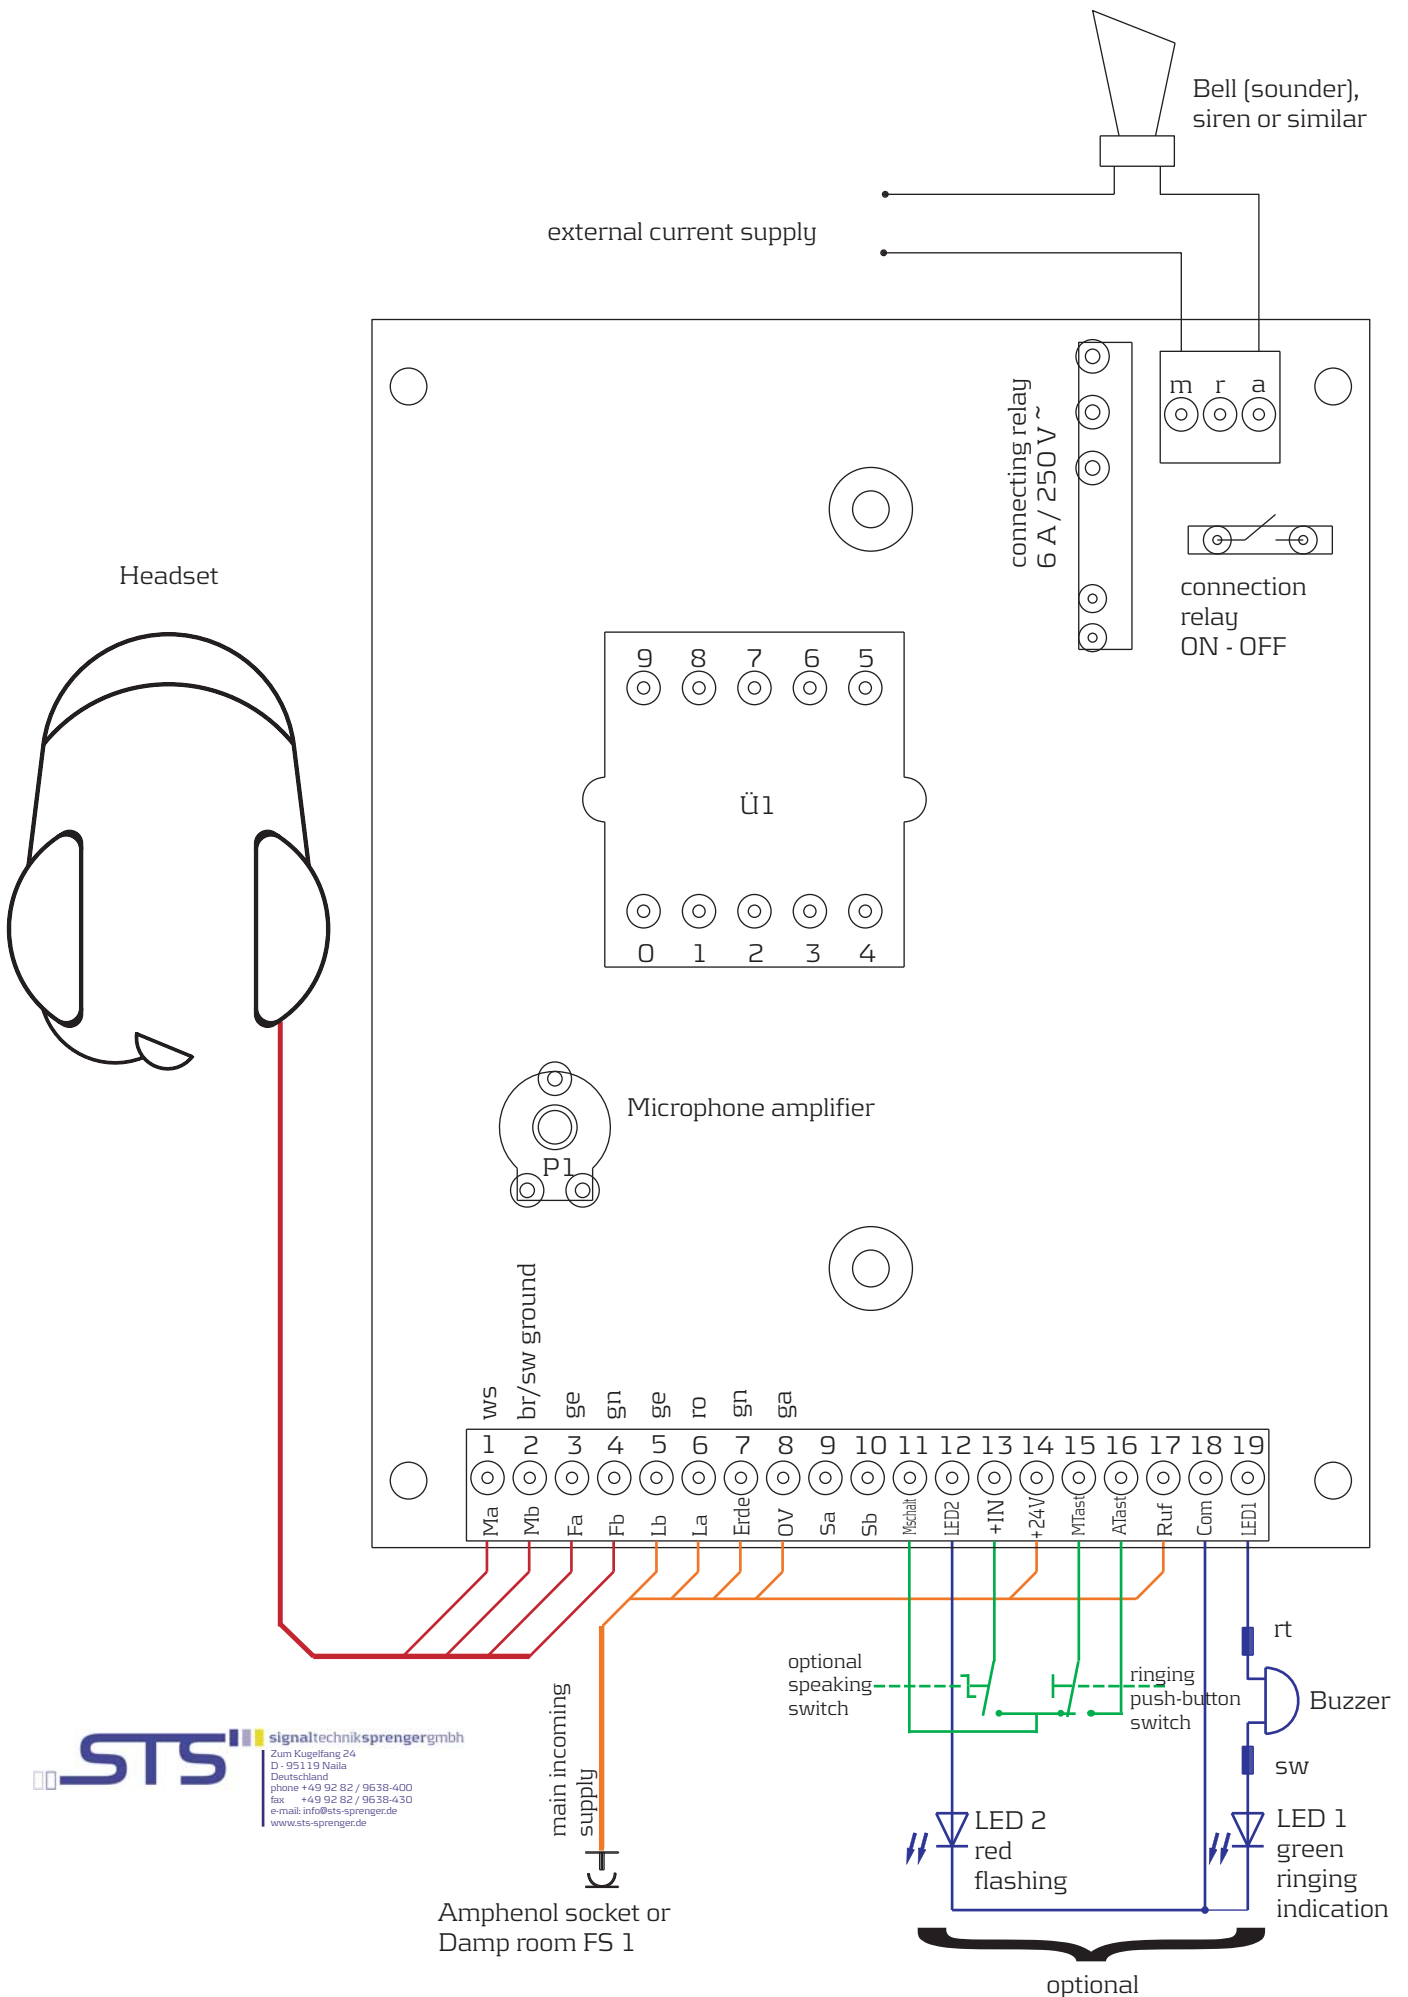 Bell (sounder),
siren or similar
external current supply
connecting relay
6 A / 250 V ~
m r a
connection
relay
ON - OFF
Headset
9 8 7 6 5
Ü1
0 1 2 3 4
Microphone amplifier
P1
ws
br/sw ground
ge
gn
ge
ro
gn
ga
1 2 3 4 5 6 7 8 9 10 11 12 13 14 15 16 17 18 19
Ma
Mb
Fa
Fb
Lb
La
Erde
0V
Sa
Sb
Mschalt
LED2
+IN
+24V
MTast
ATast
Ruf
Com
LED1
optional
speaking
switch
ringing
push-button
switch
rt
Buzzer
sw
main incoming
supply
LED 2
red
flashing
LED 1
green
ringing
indication
STS
signaltechniksprengergmbh
Zum Kugelfang 24
D - 95119 Naila
Deutschland
phone +49 92 82 / 9638-400
fax +49 92 82 / 9638-430
e-mail: info@sts-sprenger.de
www.sts-sprenger.de
Amphenol socket or
Damp room FS 1
optional